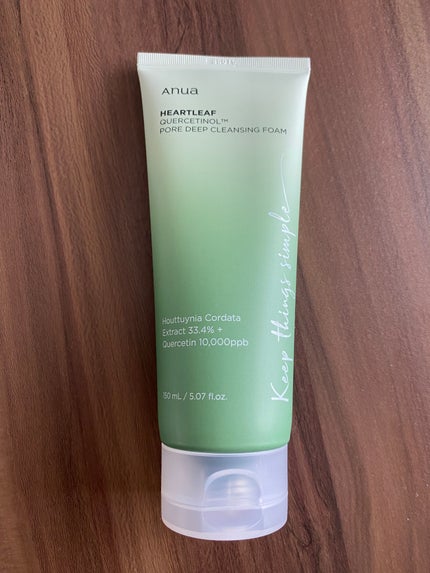 Anua
HEARTLEAF
QUERCETINOL™
PORE DEEP CLEANSING FOAM
Keep things simple
Houttuynia Cordata
Extract 33.4% +
Quercetin 10,000ppb
150 mL / 5.07 fl.oz.